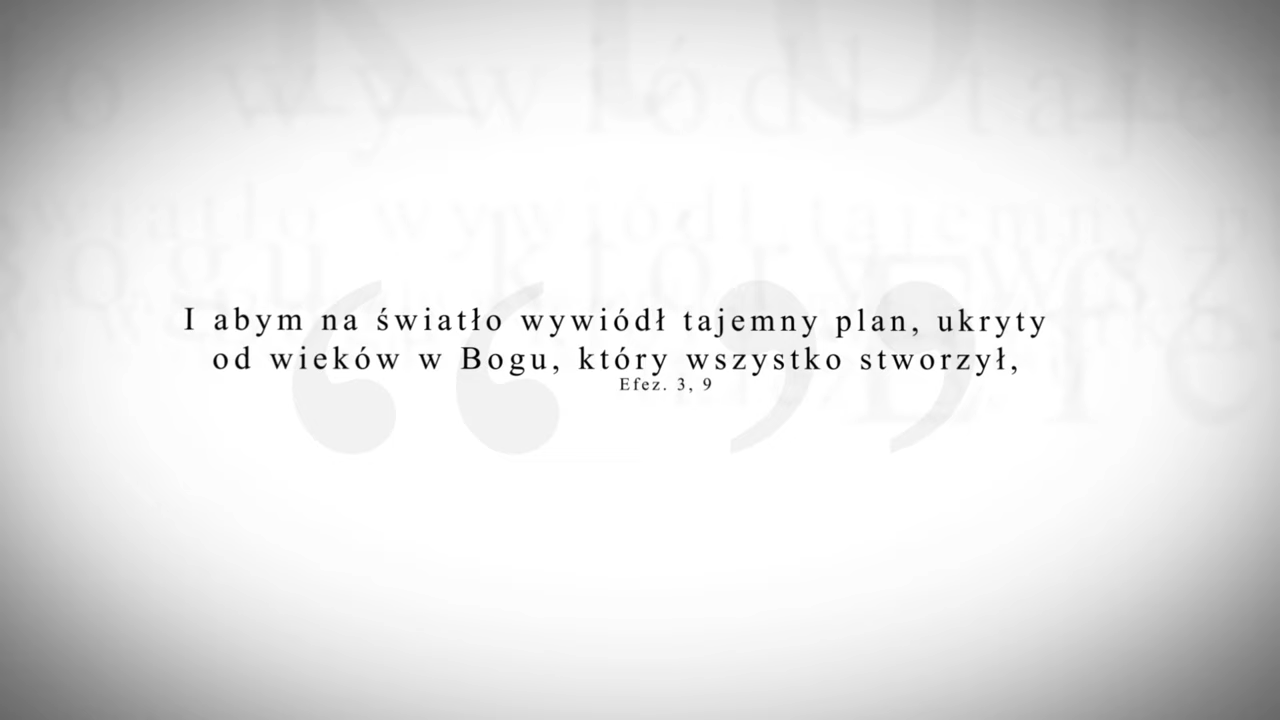 I abym na światło wywiódł tajemny plan, ukryty
od wieków w Bogu, który wszystko stworzył,
Efez. 3, 9